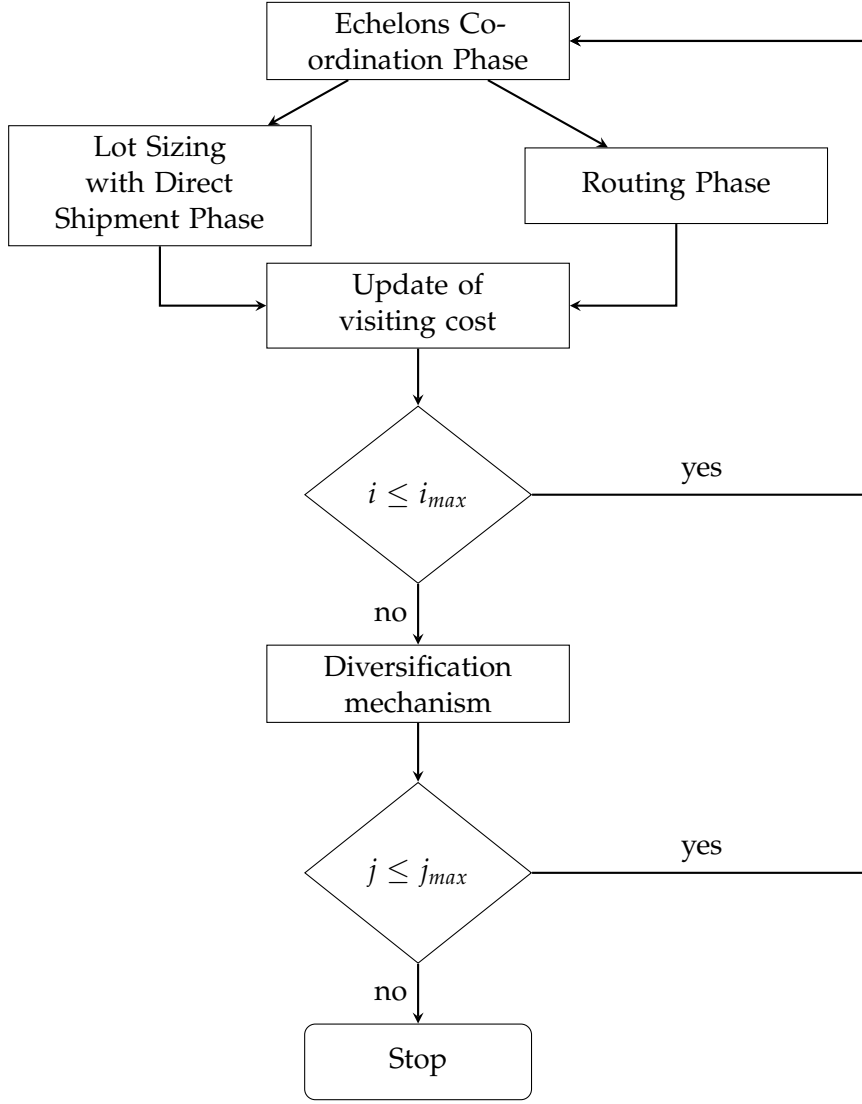 Echelons Co-
ordination Phase
Lot Sizing
with Direct
Shipment Phase
Routing Phase
Update of
visiting cost
i ≤ i_max
yes
no
Diversification
mechanism
j ≤ j_max
yes
no
Stop